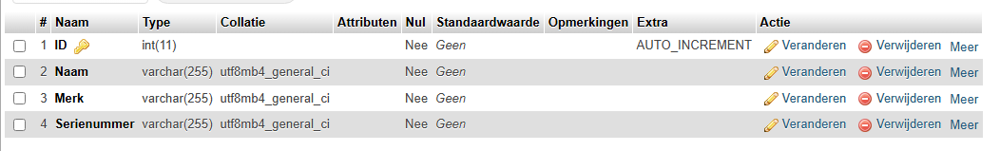 # Naam Type Collatie Attributen Nul Standaardwaarde Opmerkingen Extra Actie
1 ID int(11) Nee Geen AUTO_INCREMENT Veranderen Verwijderen Meer
2 Naam varchar(255) utf8mb4_general_ci Nee Geen Veranderen Verwijderen Meer
3 Merk varchar(255) utf8mb4_general_ci Nee Geen Veranderen Verwijderen Meer
4 Serienummer varchar(255) utf8mb4_general_ci Nee Geen Veranderen Verwijderen Meer